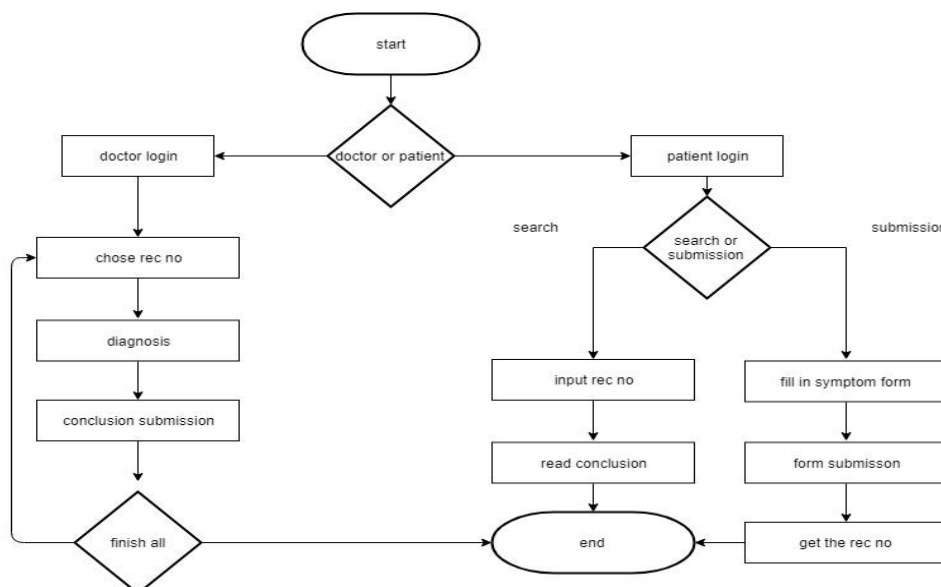 start
doctor login
doctor or patient
patient login
search
search or
submission
submission
chose rec no
diagnosis
input rec no
fill in symptom form
conclusion submission
read conclusion
form submisson
finish all
end
get the rec no